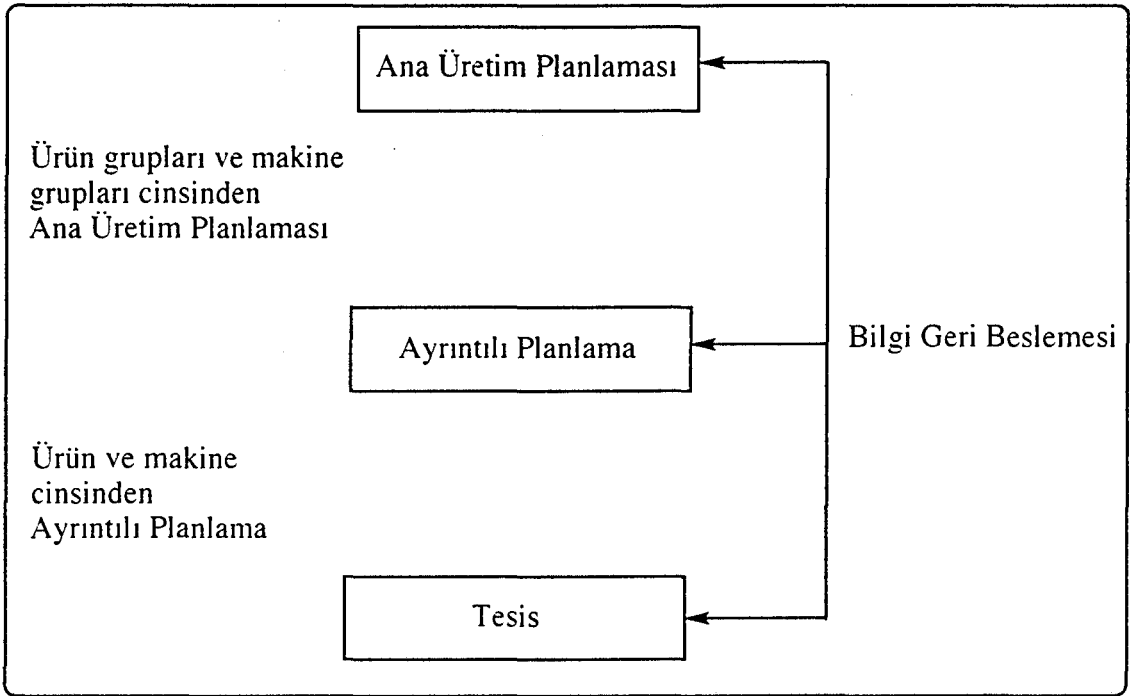 Ana Üretim Planlaması
Ürün grupları ve makine
grupları cinsinden
Ana Üretim Planlaması
Ayrıntılı Planlama
Bilgi Geri Beslemesi
Ürün ve makine
cinsinden
Ayrıntılı Planlama
Tesis